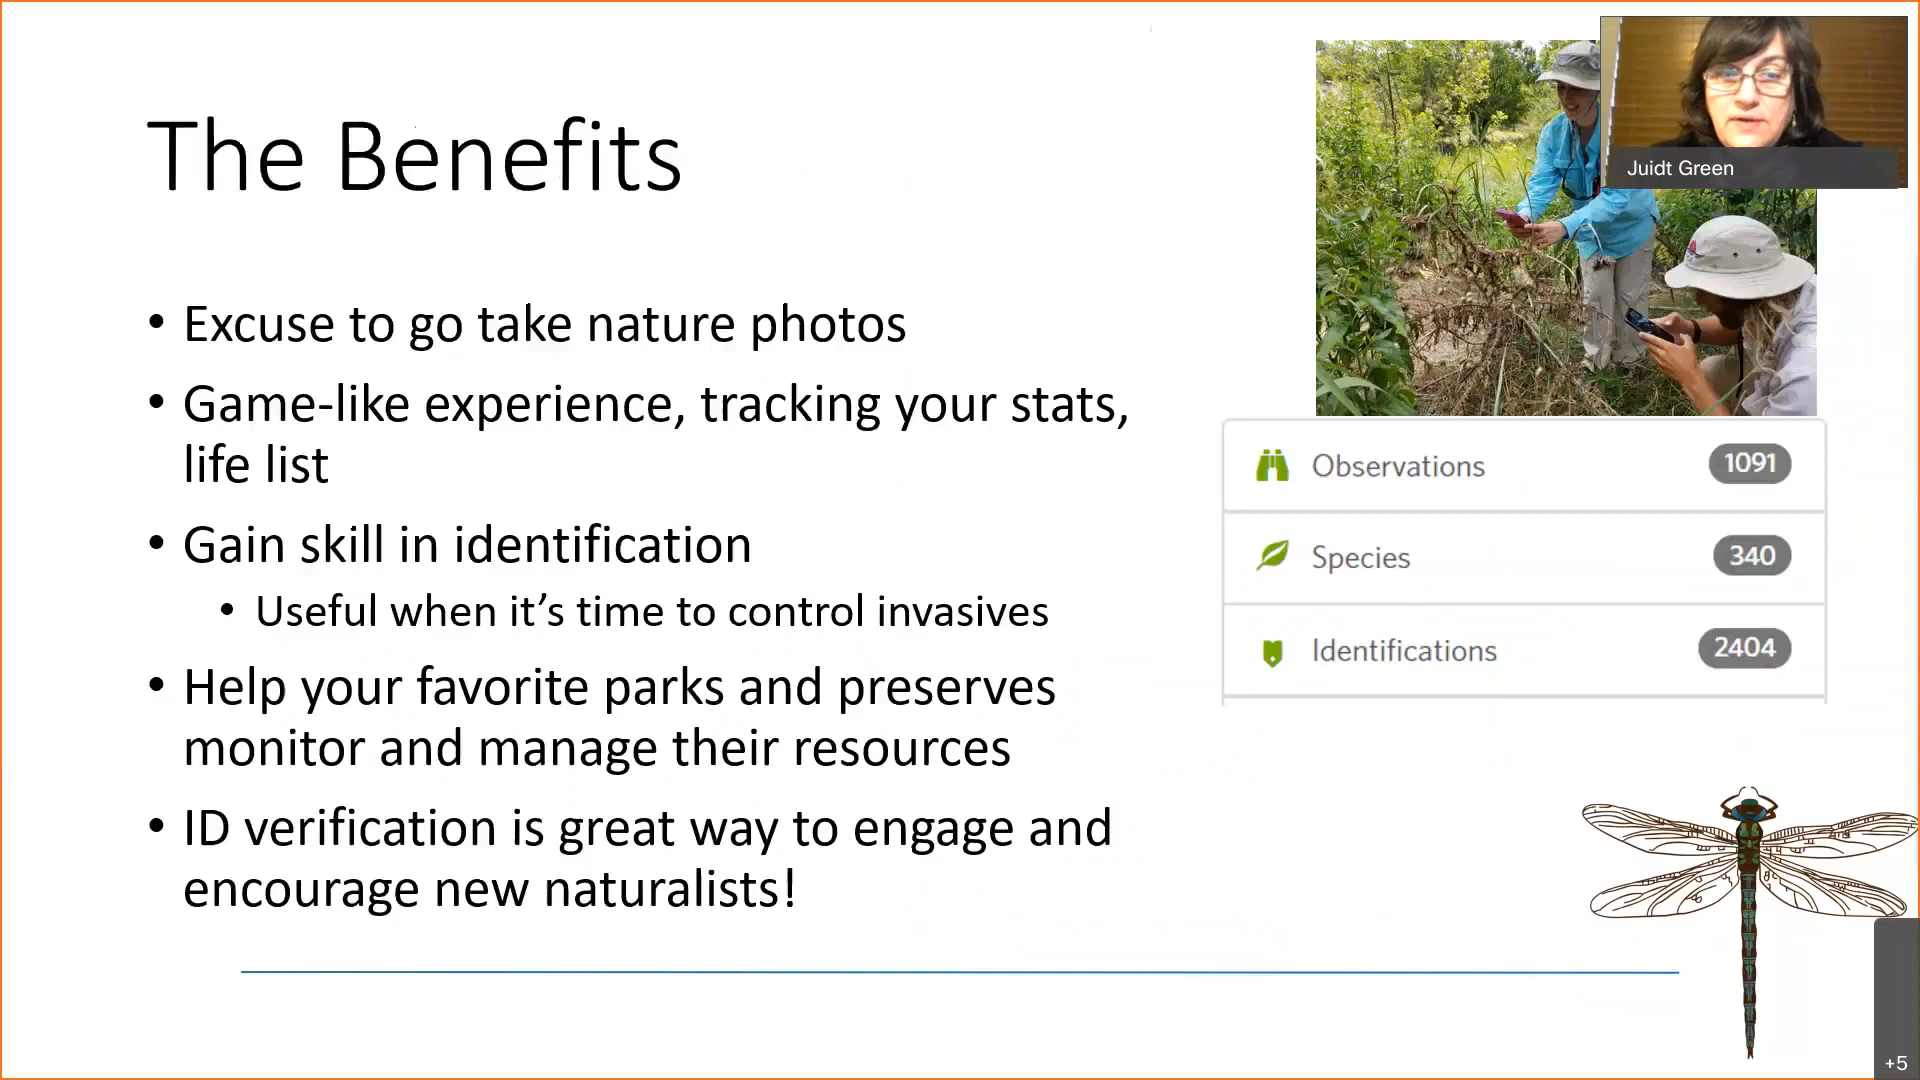 The Benefits
• Excuse to go take nature photos
• Game-like experience, tracking your stats,
life list
• Gain skill in identification
• Useful when it’s time to control invasives
• Help your favorite parks and preserves
monitor and manage their resources
• ID verification is great way to engage and
encourage new naturalists!
Juidt Green
Observations 1091
Species 340
Identifications 2404
+5